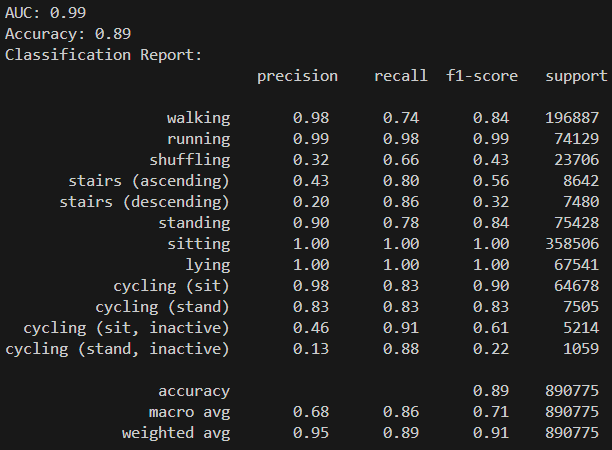 AUC: 0.99
Accuracy: 0.89
Classification Report:
precision recall f1-score support
walking 0.98 0.74 0.84 196887
running 0.99 0.98 0.99 74129
shuffling 0.32 0.66 0.43 23706
stairs (ascending) 0.43 0.80 0.56 8642
stairs (descending) 0.20 0.86 0.32 7480
standing 0.90 0.78 0.84 75428
sitting 1.00 1.00 1.00 358506
lying 1.00 1.00 1.00 67541
cycling (sit) 0.98 0.83 0.90 64678
cycling (stand) 0.83 0.83 0.83 7505
cycling (sit, inactive) 0.46 0.91 0.61 5214
cycling (stand, inactive) 0.13 0.88 0.22 1059
accuracy 0.89 890775
macro avg 0.68 0.86 0.71 890775
weighted avg 0.95 0.89 0.91 890775